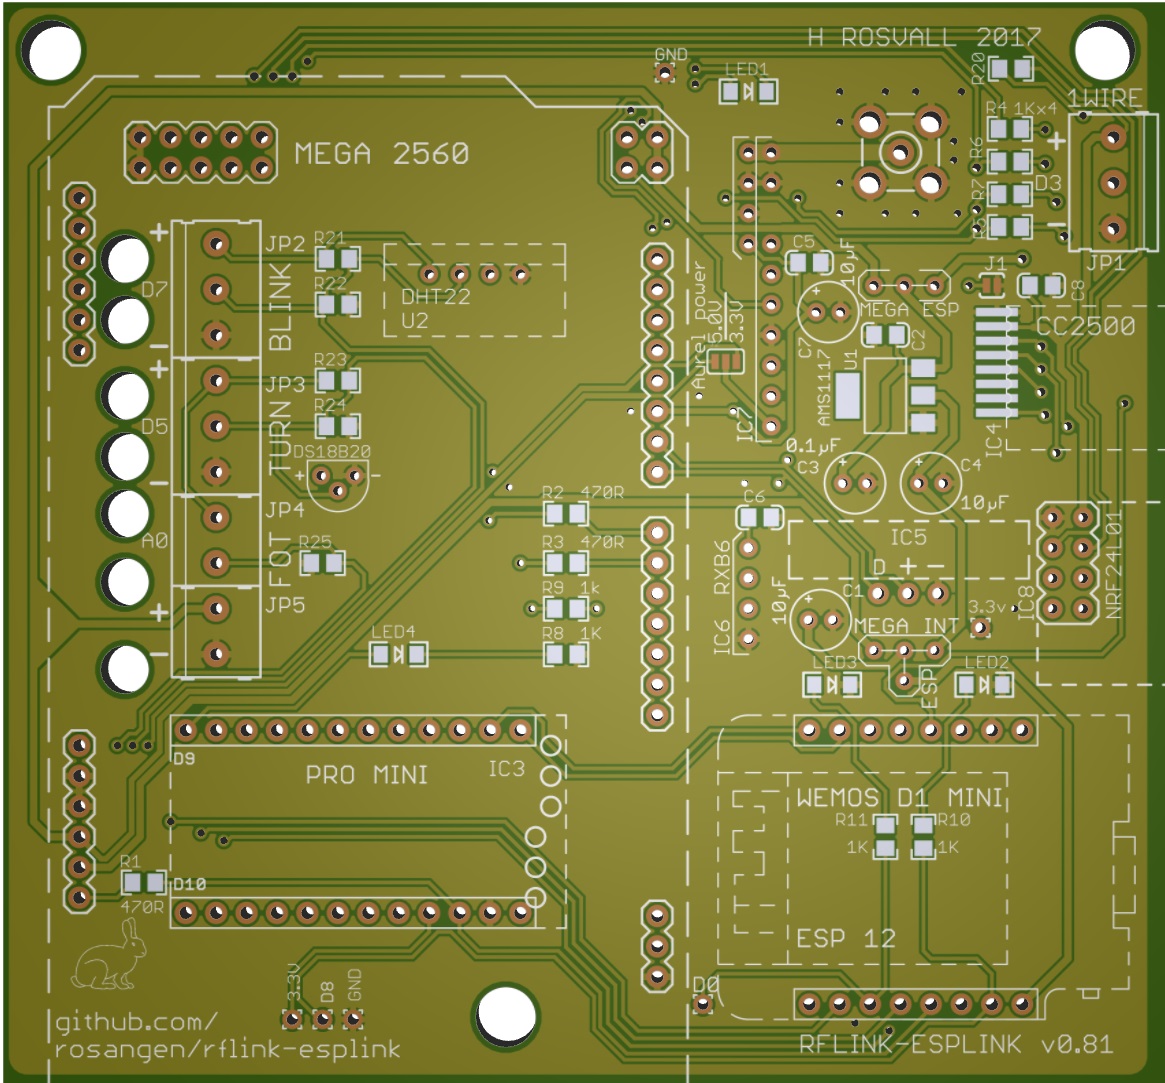 H ROSVALL 2017
GND
LED1
R20
1WIRE
R4 1Kx4
+
R6
MEGA 2560
R7
D3
-
+
JP2
R21
C5
10µF
JP1
D7
BLINK
R22
DHT22
U2
Aurel power
5.0V
3.3V
J1
C8
MEGA ESP
CC2500
-
+
C7
U1
C2
R23
JP3
AMS1117
D5
TURN
R24
IC7
IC4
DS18B20
+
-
0.1µF
C3
C4
-
10µF
R2 470R
C6
JP4
A0
FOT
R25
R3 470R
RXB6
IC5
D + -
NRF24L01
IC8
R9 1k
10µF
C1
+
JP5
3.3v
MEGA INT
R8 1K
IC6
LED4
-
LED3
ESP
LED2
D9
PRO MINI
IC3
WEMOS D1 MINI
R11
R10
1K
1K
R1
D10
470R
ESP 12
3.3V
D8
GND
D0
github.com/
rosangen/rflink-esplink
RFLINK-ESPLINK v0.81